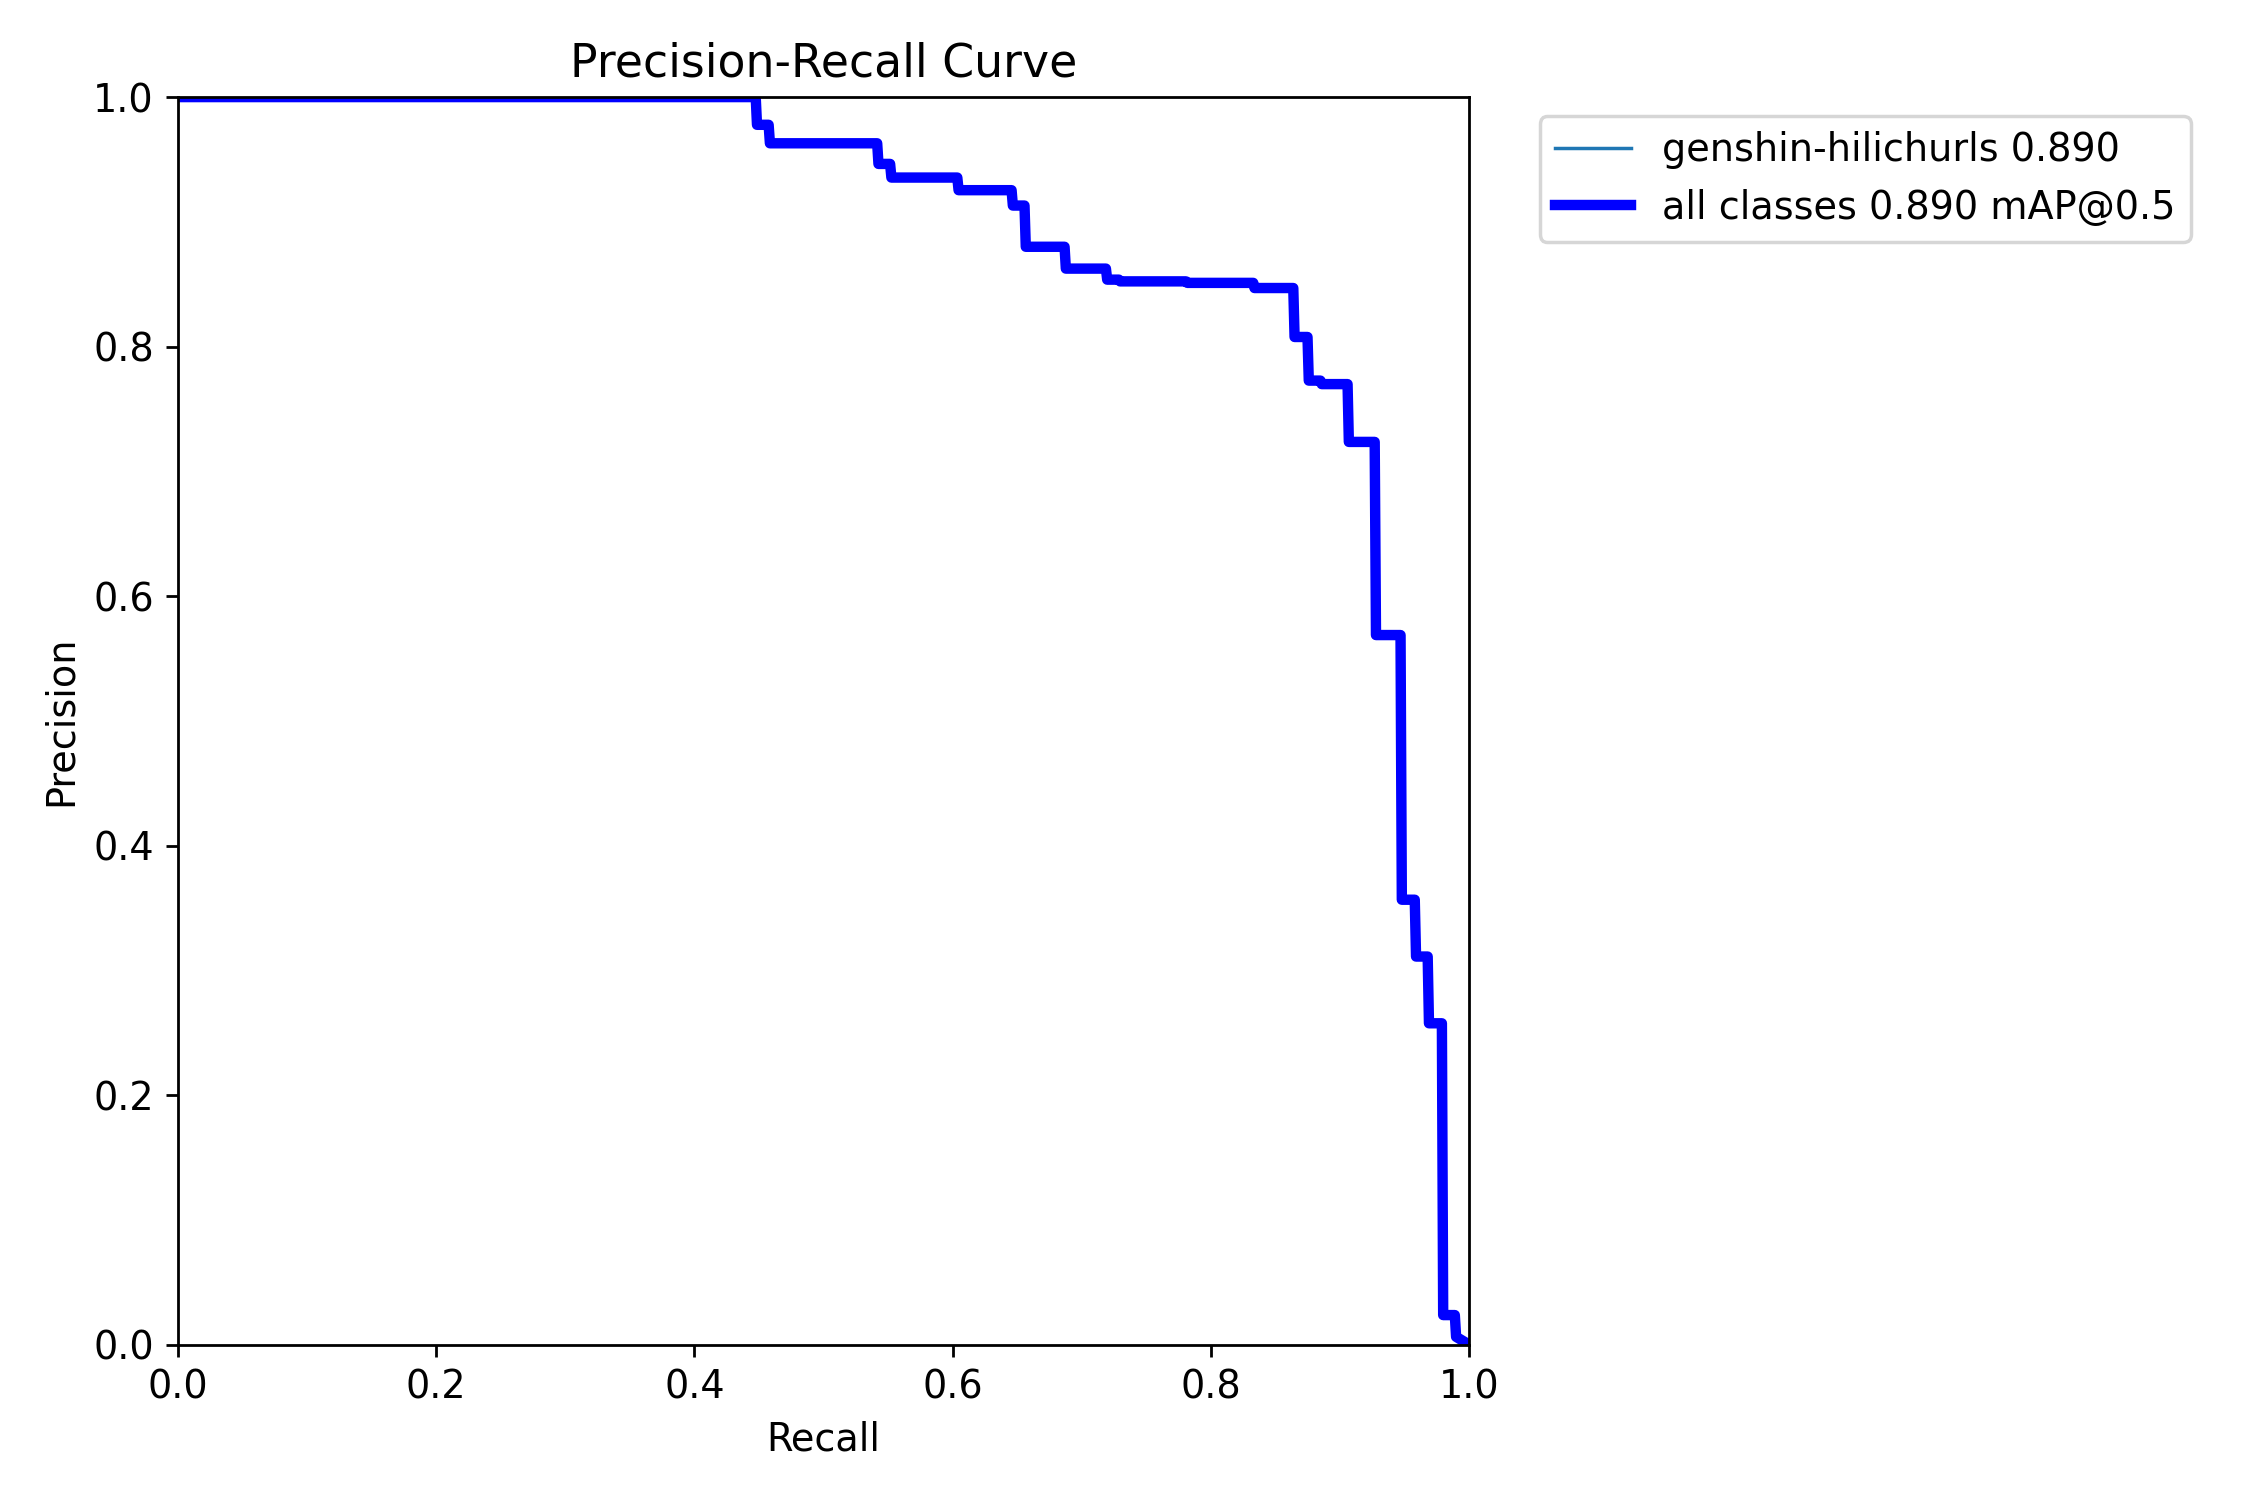 Precision-Recall Curve
1.0
0.8
0.6
0.4
0.2
0.0
Precision
0.0 0.2 0.4 0.6 0.8 1.0
Recall
genshin-hilichurls 0.890
all classes 0.890 mAP@0.5